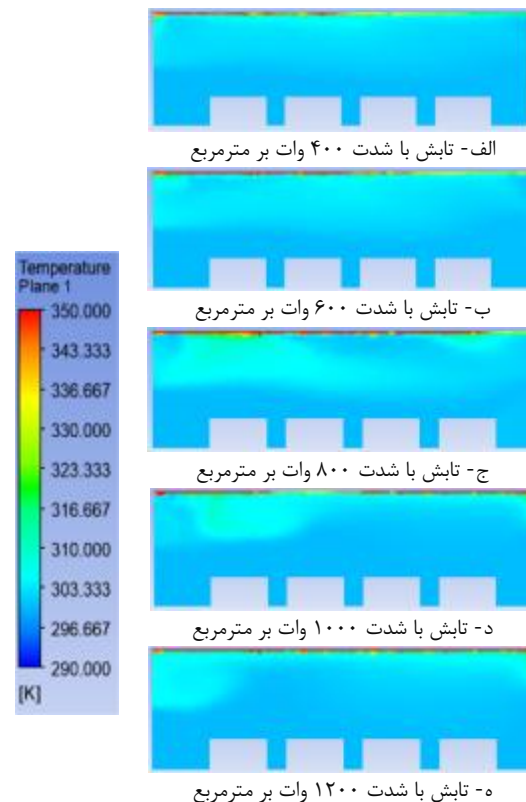 الف- تابش با شدت ۴۰۰ وات بر مترمربع
ب- تابش با شدت ۶۰۰ وات بر مترمربع
Temperature
Plane 1
350.000
343.333
336.667
330.000
323.333
316.667
310.000
303.333
296.667
290.000
[K]
ج- تابش با شدت ۸۰۰ وات بر مترمربع
د- تابش با شدت ۱۰۰۰ وات بر مترمربع
ه- تابش با شدت ۱۲۰۰ وات بر مترمربع